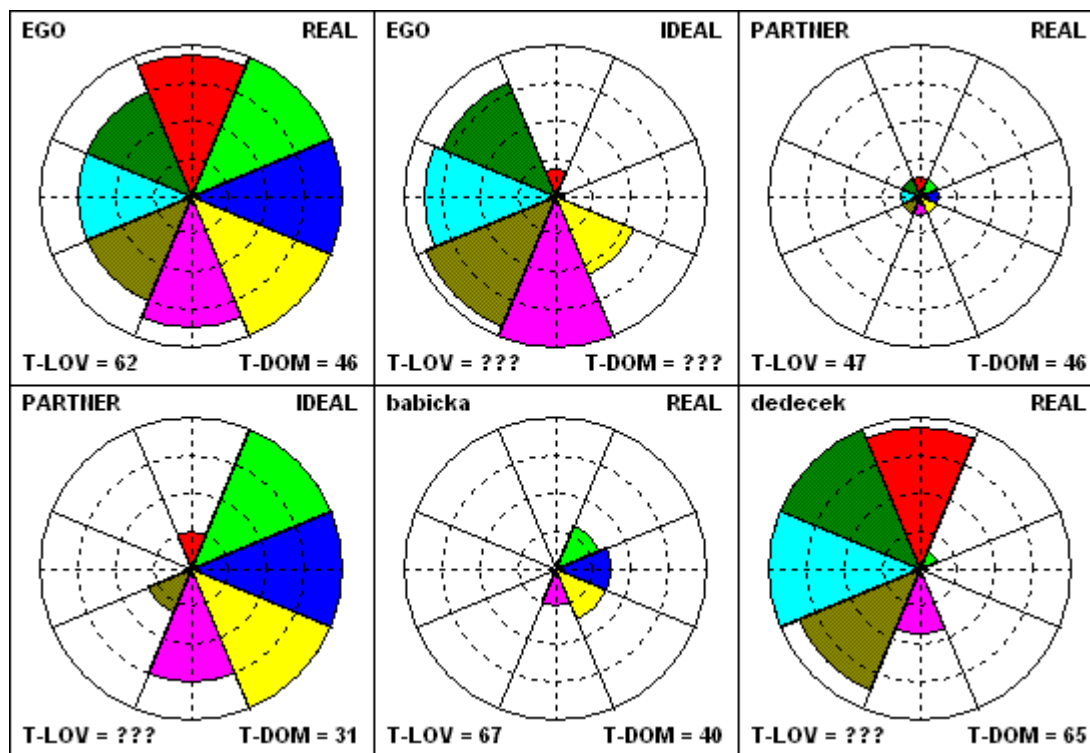 EGO REAL
T-LOV = 62 T-DOM = 46
EGO IDEAL
T-LOV = ??? T-DOM = ???
PARTNER REAL
T-LOV = 47 T-DOM = 46
PARTNER IDEAL
T-LOV = ??? T-DOM = 31
babicka REAL
T-LOV = 67 T-DOM = 40
dedecek REAL
T-LOV = ??? T-DOM = 65